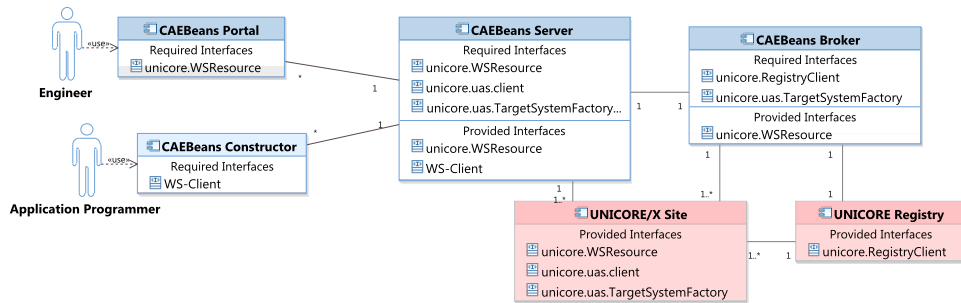 CAEBeans Portal
Required Interfaces
unicore.WSResource
«use»
Engineer
*
1
CAEBeans Server
Required Interfaces
unicore.WSResource
unicore.uas.client
unicore.uas.TargetSystemFactory...
Provided Interfaces
unicore.WSResource
WS-Client
1
1
CAEBeans Broker
Required Interfaces
unicore.RegistryClient
unicore.uas.TargetSystemFactory
Provided Interfaces
unicore.WSResource
«use»
Application Programmer
CAEBeans Constructor
Required Interfaces
WS-Client
*
1
1
1..*
1
1..*
1
1
UNICORE/X Site
Provided Interfaces
unicore.WSResource
unicore.uas.client
unicore.uas.TargetSystemFactory
1..*
1
UNICORE Registry
Provided Interfaces
unicore.RegistryClient